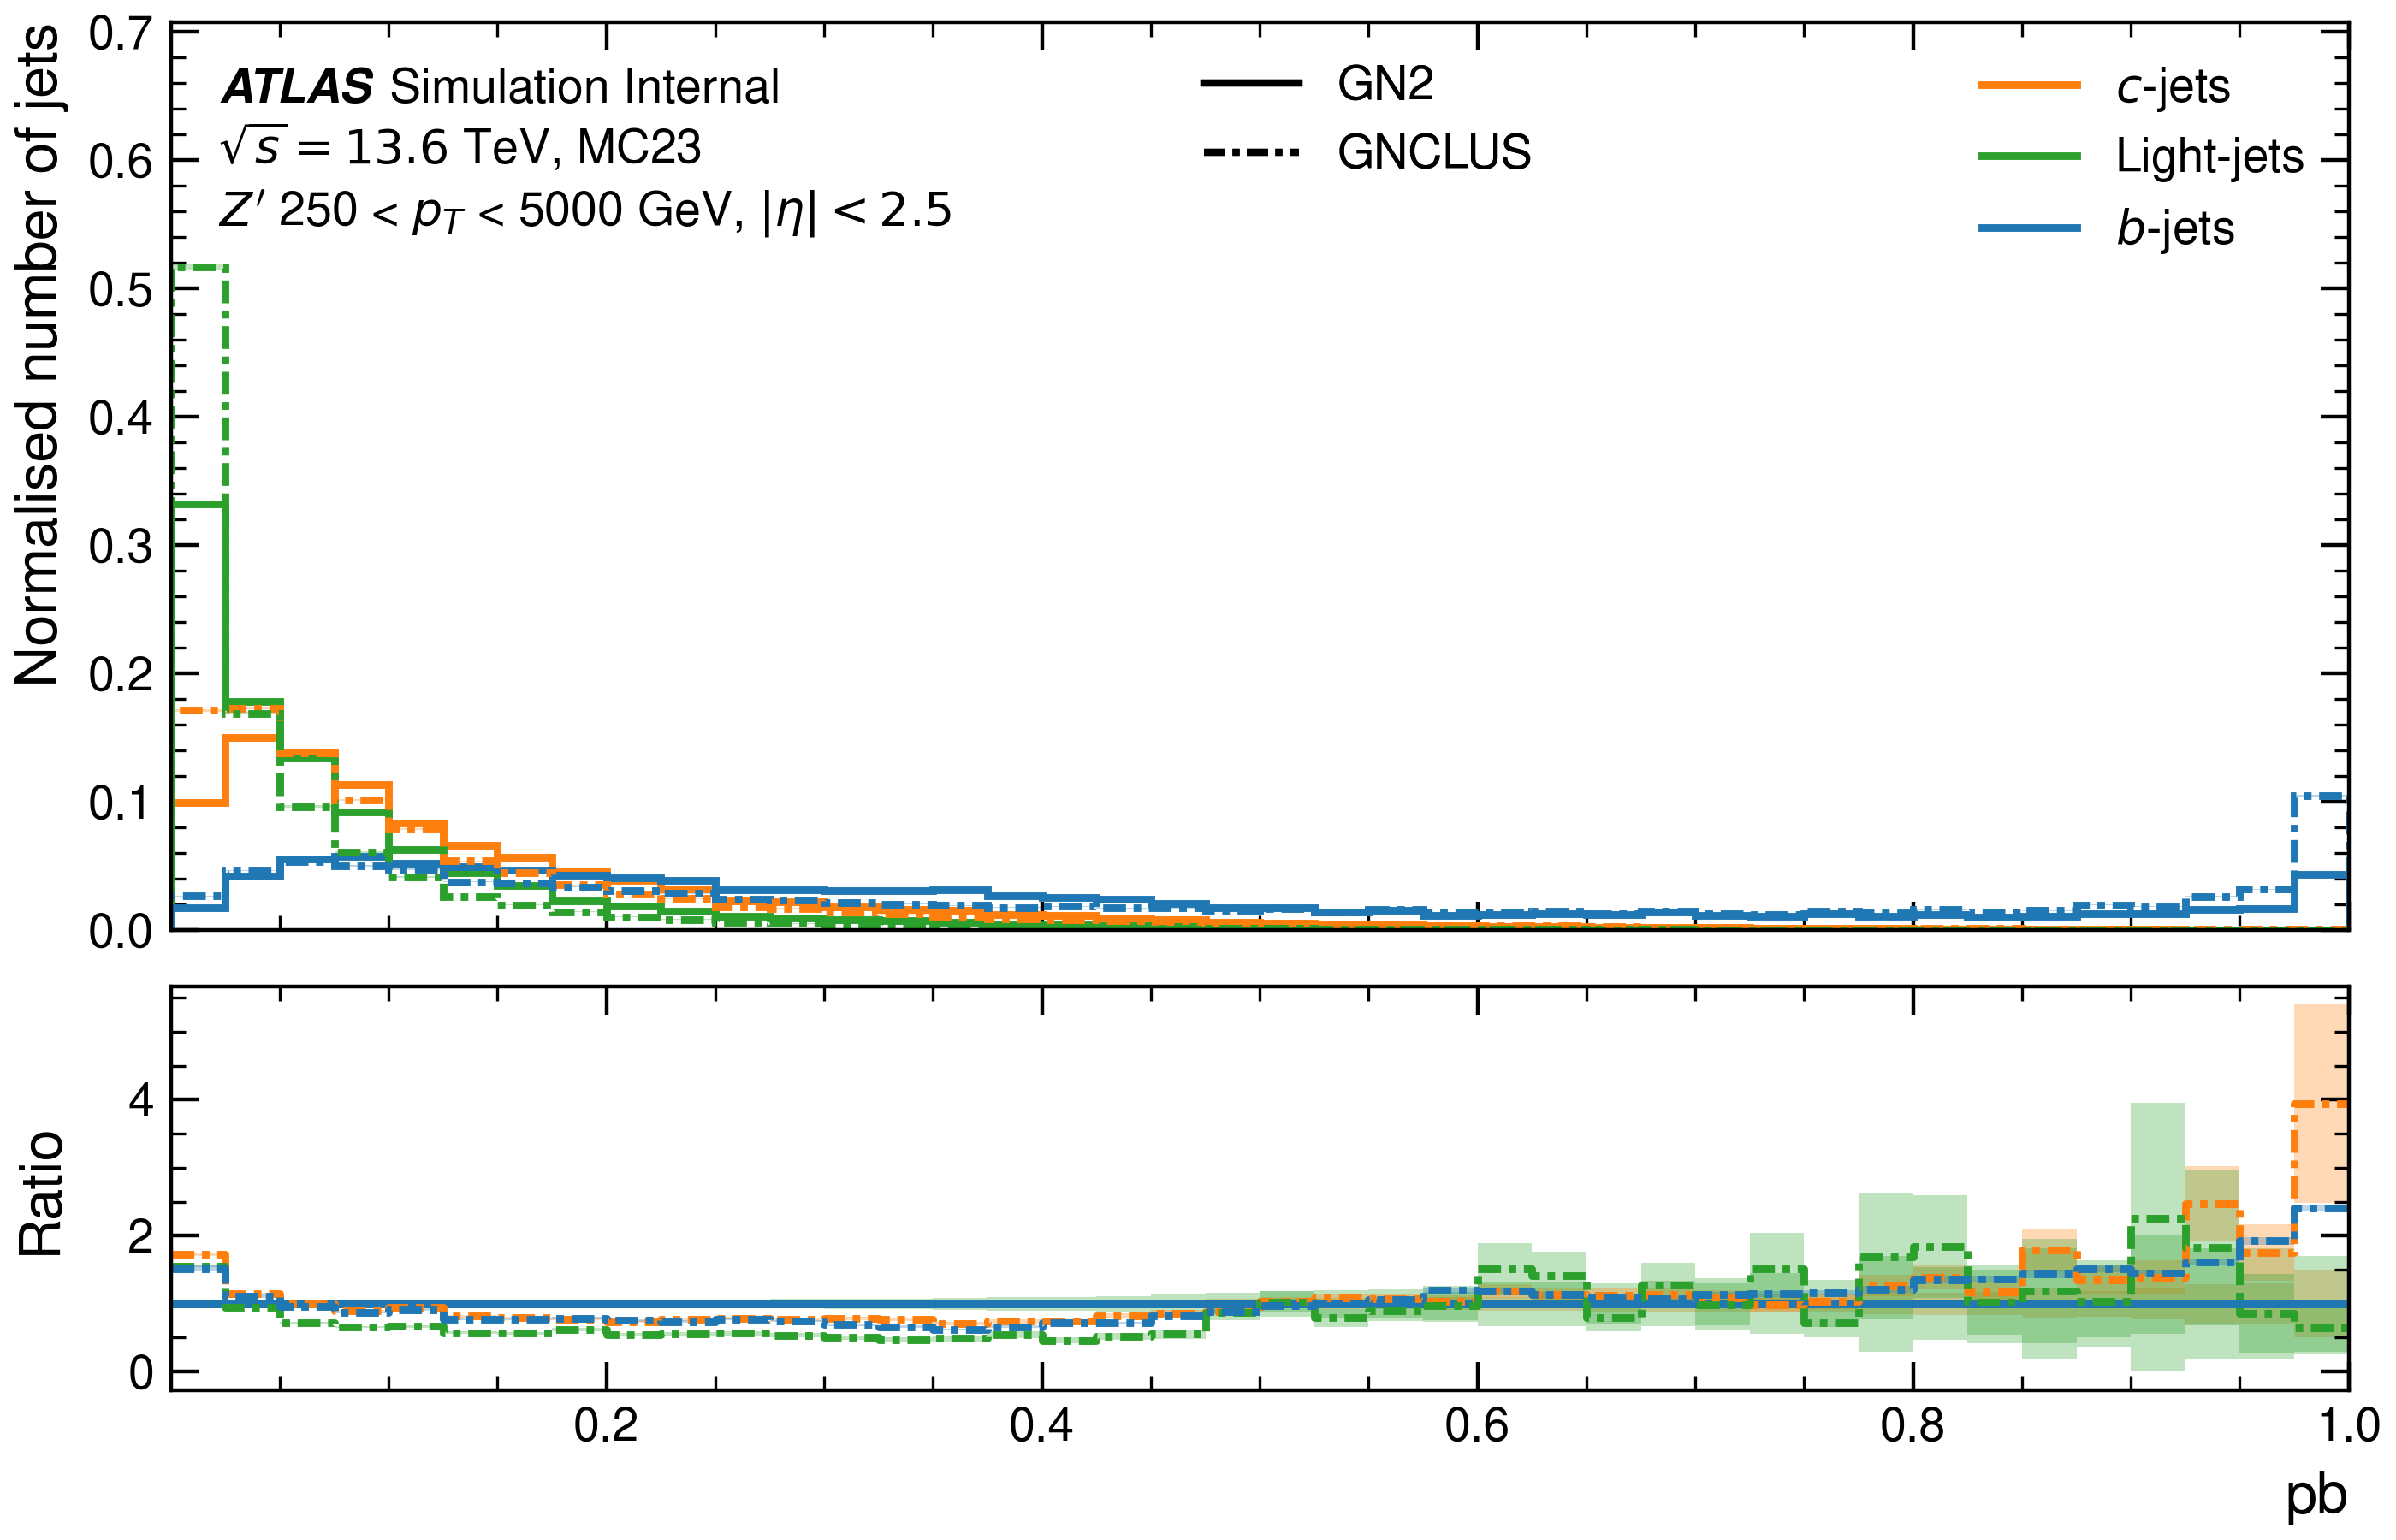 Normalised number of jets
0.7
0.6
0.5
0.4
0.3
0.2
0.1
0.0
ATLAS Simulation Internal
√s = 13.6 TeV, MC23
Z′ 250 < pT < 5000 GeV, |η| < 2.5
GN2
GNCLUS
c-jets
Light-jets
b-jets
Ratio
4
2
0
0.2 0.4 0.6 0.8 1.0
pb